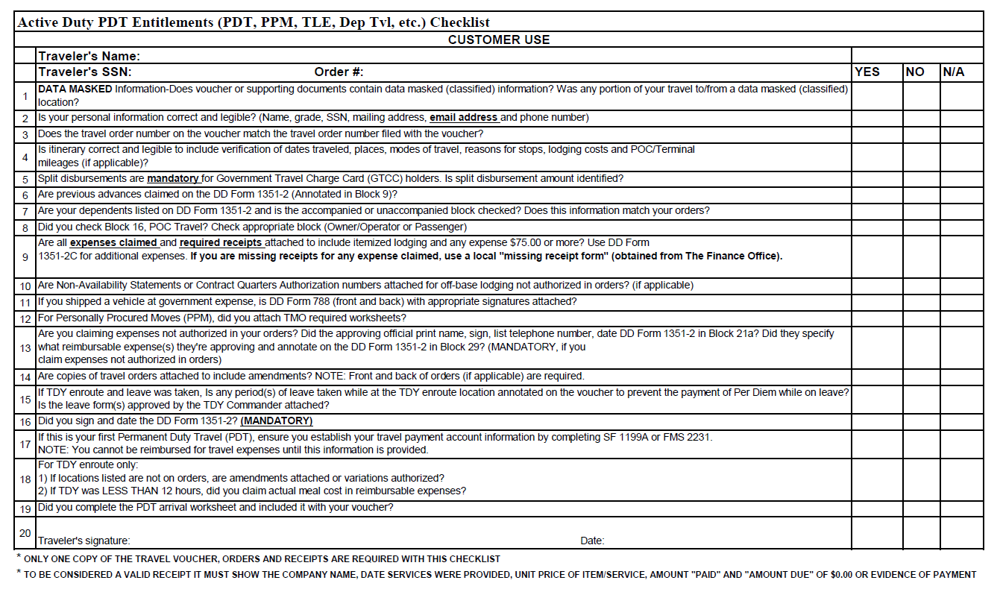 Active Duty PDT Entitlements (PDT, PPM, TLE, Dep Tvl, etc.) Checklist
CUSTOMER USE
Traveler's Name:
Traveler's SSN: Order #: YES NO N/A
1 DATA MASKED Information-Does voucher or supporting documents contain data masked (classified) information? Was any portion of your travel to/from a data masked (classified)
location?
2 Is your personal information correct and legible? (Name, grade, SSN, mailing address, email address and phone number)
3 Does the travel order number on the voucher match the travel order number filed with the voucher?
4 Is itinerary correct and legible to include verification of dates traveled, places, modes of travel, reasons for stops, lodging costs and POC/Terminal
mileages (if applicable)?
5 Split disbursements are mandatory for Government Travel Charge Card (GTCC) holders. Is split disbursement amount identified?
6 Are previous advances claimed on the DD Form 1351-2 (Annotated in Block 9)?
7 Are your dependents listed on DD Form 1351-2 and is the accompanied or unaccompanied block checked? Does this information match your orders?
8 Did you check Block 16, POC Travel? Check appropriate block (Owner/Operator or Passenger)
9 Are all expenses claimed and required receipts attached to include itemized lodging and any expense $75.00 or more? Use DD Form
1351-2C for additional expenses. If you are missing receipts for any expense claimed, use a local "missing receipt form" (obtained from The Finance Office).
10 Are Non-Availability Statements or Contract Quarters Authorization numbers attached for off-base lodging not authorized in orders? (if applicable)
11 If you shipped a vehicle at government expense, is DD Form 788 (front and back) with appropriate signatures attached?
12 For Personally Procured Moves (PPM), did you attach TMO required worksheets?
13 Are you claiming expenses not authorized in your orders? Did the approving official print name, sign, list telephone number, date DD Form 1351-2 in Block 21a? Did they specify
what reimbursable expense(s) they're approving and annotate on the DD Form 1351-2 in Block 29? (MANDATORY, if you
claim expenses not authorized in orders)
14 Are copies of travel orders attached to include amendments? NOTE: Front and back of orders (if applicable) are required.
15 If TDY enroute and leave was taken, Is any period(s) of leave taken while at the TDY enroute location annotated on the voucher to prevent the payment of Per Diem while on leave?
Is the leave form(s) approved by the TDY Commander attached?
16 Did you sign and date the DD Form 1351-2? (MANDATORY)
17 If this is your first Permanent Duty Travel (PDT), ensure you establish your travel payment account information by completing SF 1199A or FMS 2231.
NOTE: You cannot be reimbursed for travel expenses until this information is provided.
18 For TDY enroute only:
1) If locations listed are not on orders, are amendments attached or variations authorized?
2) If TDY was LESS THAN 12 hours, did you claim actual meal cost in reimbursable expenses?
19 Did you complete the PDT arrival worksheet and included it with your voucher?
20 Traveler's signature: Date:
* ONLY ONE COPY OF THE TRAVEL VOUCHER, ORDERS AND RECEIPTS ARE REQUIRED WITH THIS CHECKLIST
* TO BE CONSIDERED A VALID RECEIPT IT MUST SHOW THE COMPANY NAME, DATE SERVICES WERE PROVIDED, UNIT PRICE OF ITEM/SERVICE, AMOUNT "PAID" AND "AMOUNT DUE" OF $0.00 OR EVIDENCE OF PAYMENT